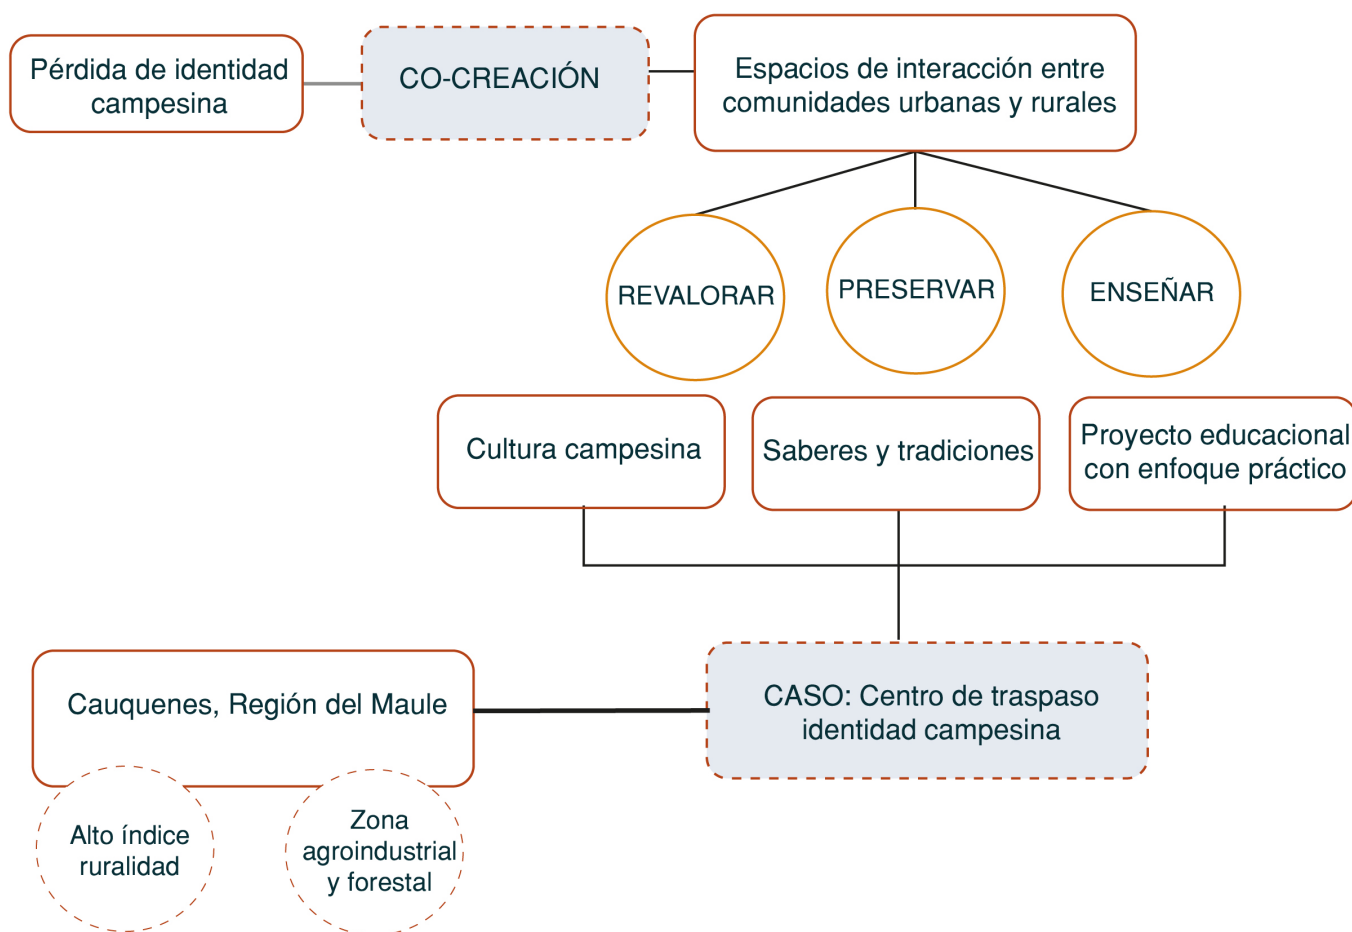 Pérdida de identidad
campesina
CO-CREACIÓN
Espacios de interacción entre
comunidades urbanas y rurales
REVALORAR
PRESERVAR
ENSEÑAR
Cultura campesina
Saberes y tradiciones
Proyecto educacional
con enfoque práctico
Cauquenes, Región del Maule
CASO: Centro de traspaso
identidad campesina
Alto índice
ruralidad
Zona
agroindustrial
y forestal